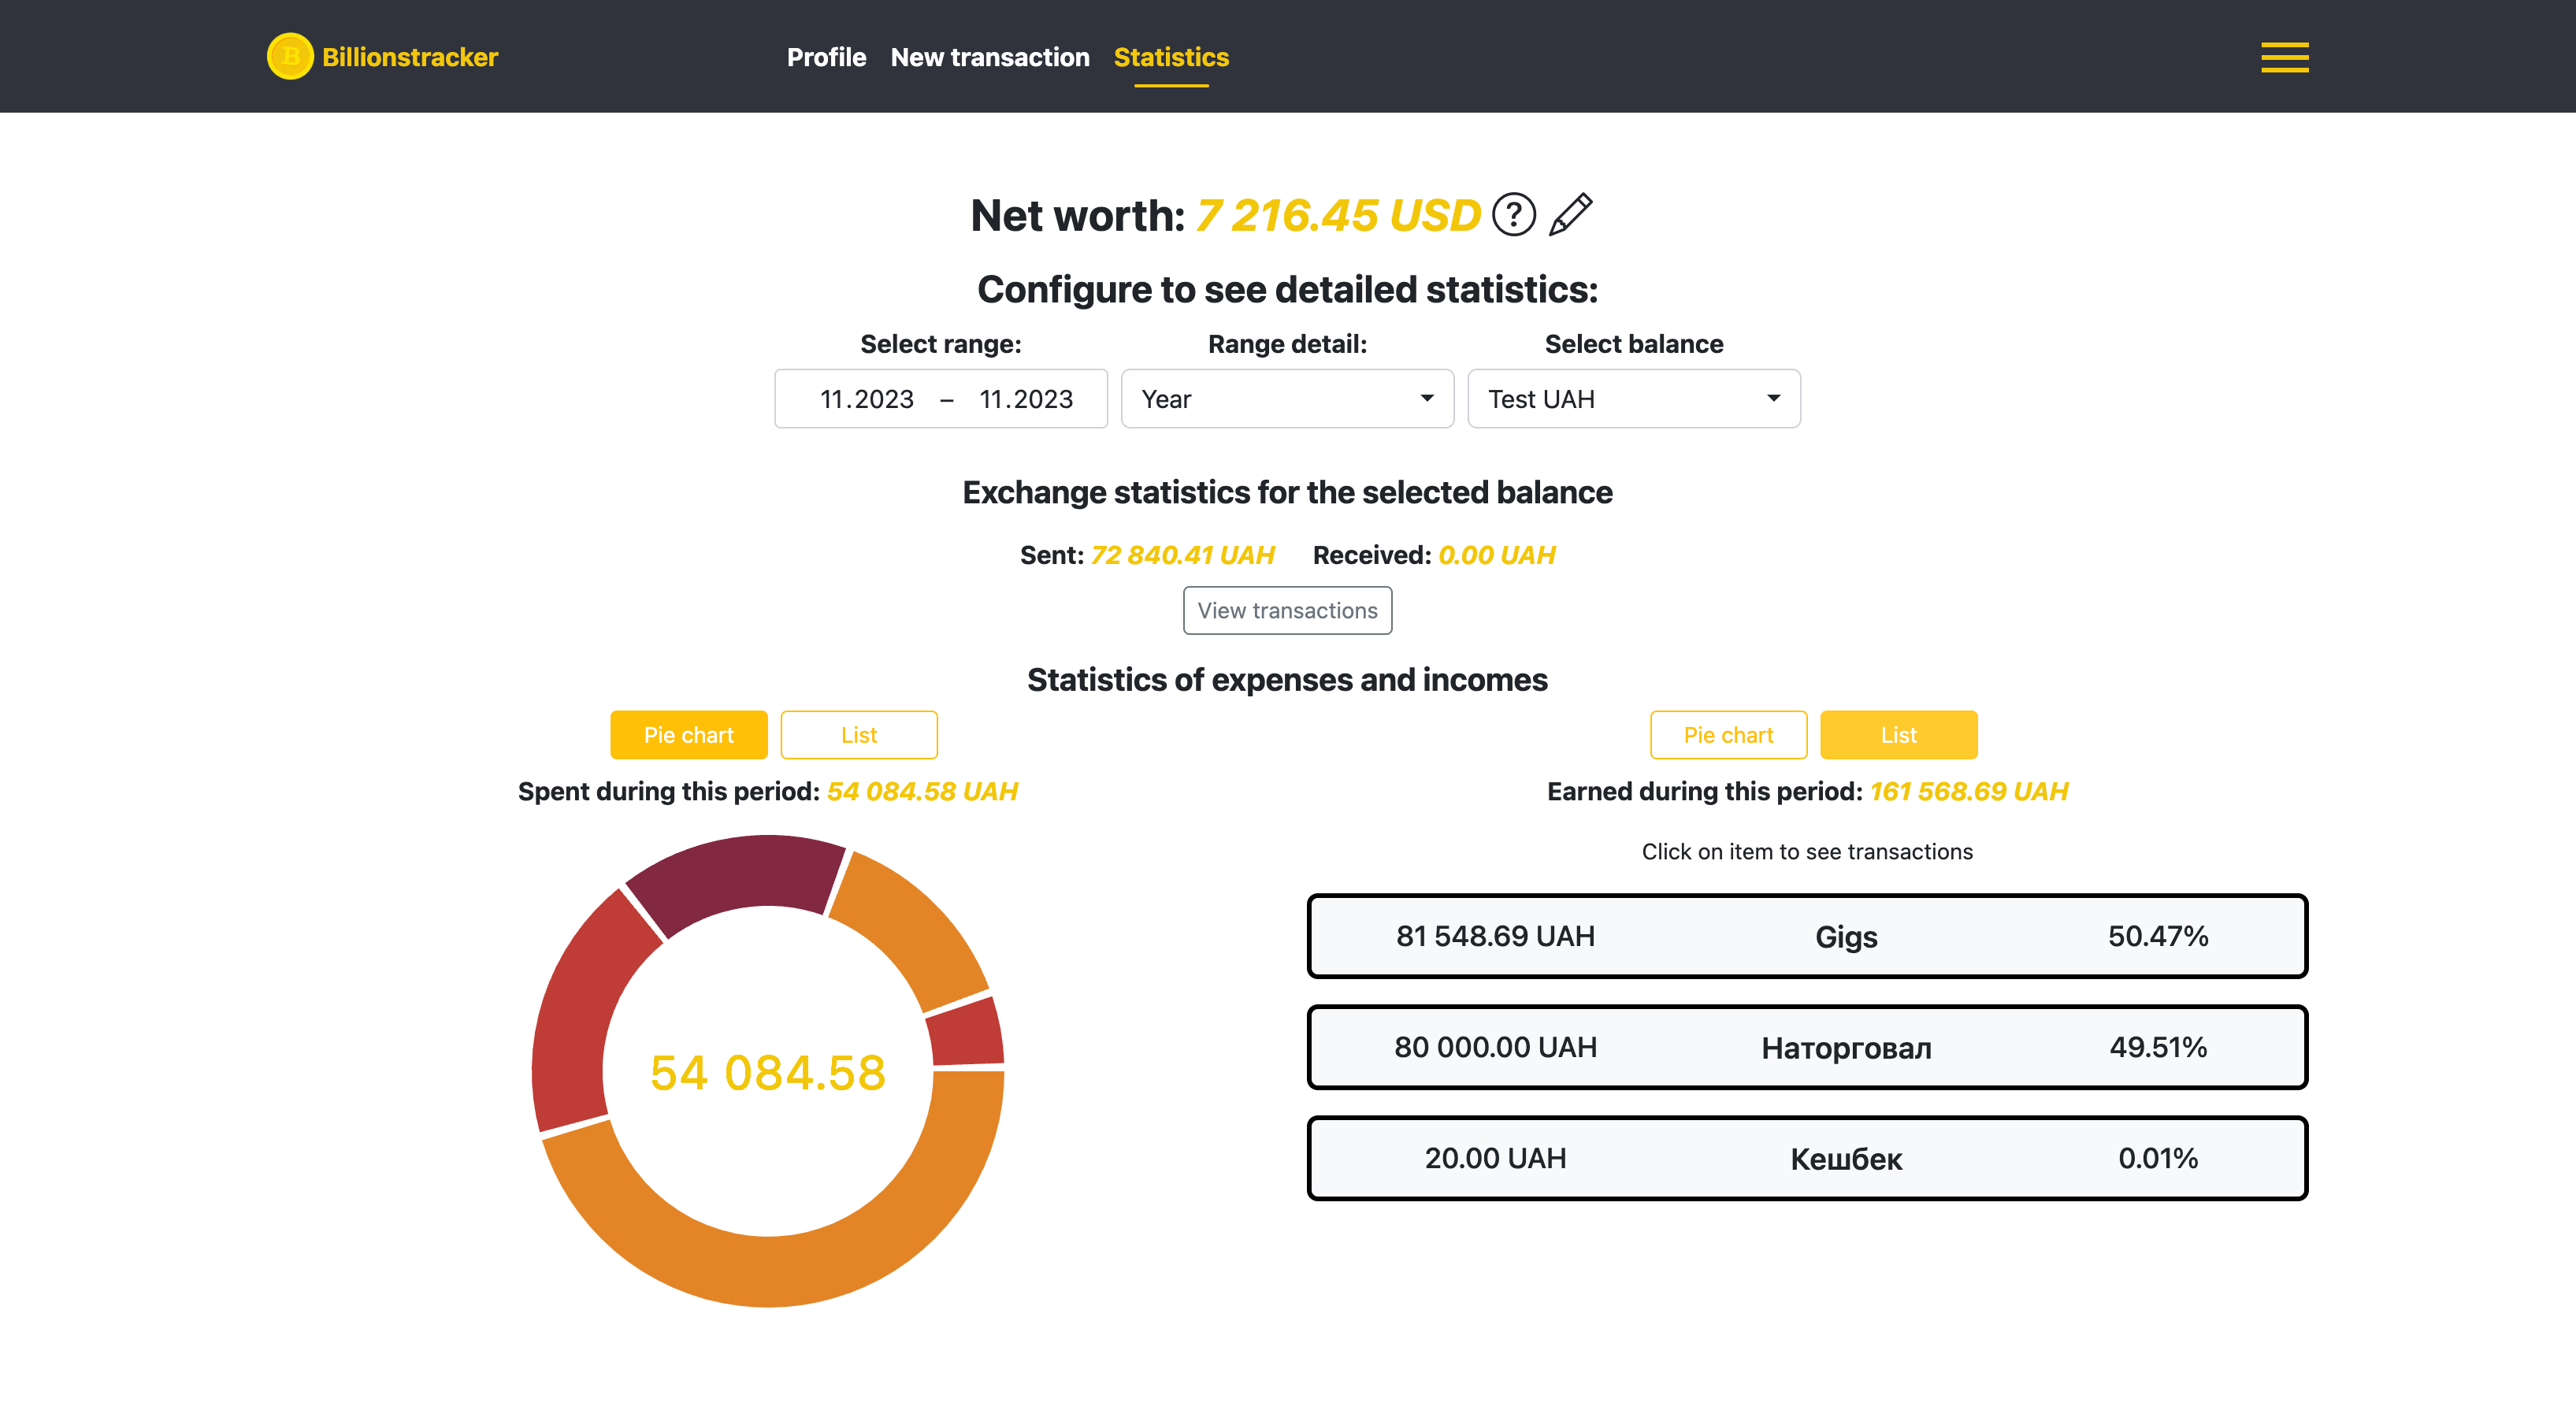 Billionstracker Profile New transaction Statistics
Net worth: 7 216.45 USD
Configure to see detailed statistics:
Select range: Range detail: Select balance
11.2023 – 11.2023 Year Test UAH
Exchange statistics for the selected balance
Sent: 72 840.41 UAH Received: 0.00 UAH
View transactions
Statistics of expenses and incomes
Pie chart List
Spent during this period: 54 084.58 UAH
54 084.58
Pie chart List
Earned during this period: 161 568.69 UAH
Click on item to see transactions
81 548.69 UAH Gigs 50.47%
80 000.00 UAH Наторговал 49.51%
20.00 UAH Кешбек 0.01%